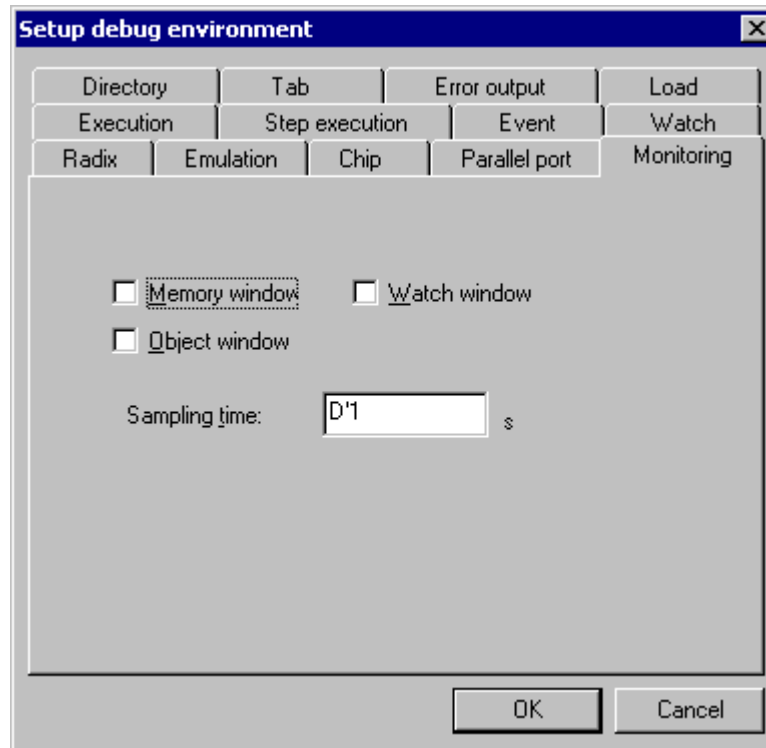 Setup debug environment
Directory Tab Error output Load
Execution Step execution Event Watch
Radix Emulation Chip Parallel port Monitoring
Memory window Watch window
Object window
Sampling time: D'1 s
OK Cancel